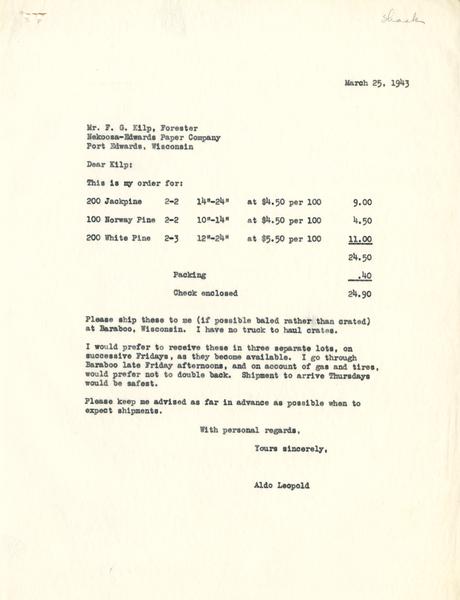 Shack
March 25, 1943
Mr. F. G. Kilp, Forester
Nekoosa-Edwards Paper Company
Port Edwards, Wisconsin
Dear Kilp:
This is my order for:
200 Jackpine 2-2 14"-24" at $4.50 per 100 9.00
100 Norway Pine 2-2 10"-14" at $4.50 per 100 4.50
200 White Pine 2-3 12"-24" at $5.50 per 100 11.00
24.50
Packing .40
Check enclosed 24.90
Please ship these to me (if possible baled rather than crated)
at Baraboo, Wisconsin. I have no truck to haul crates.
I would prefer to receive these in three separate lots, on
successive Fridays, as they become available. I go through
Baraboo late Friday afternoons, and on account of gas and tires,
would prefer not to double back. Shipment to arrive Thursdays
would be safest.
Please keep me advised as far in advance as possible when to
expect shipments.
With personal regards,
Yours sincerely,
Aldo Leopold